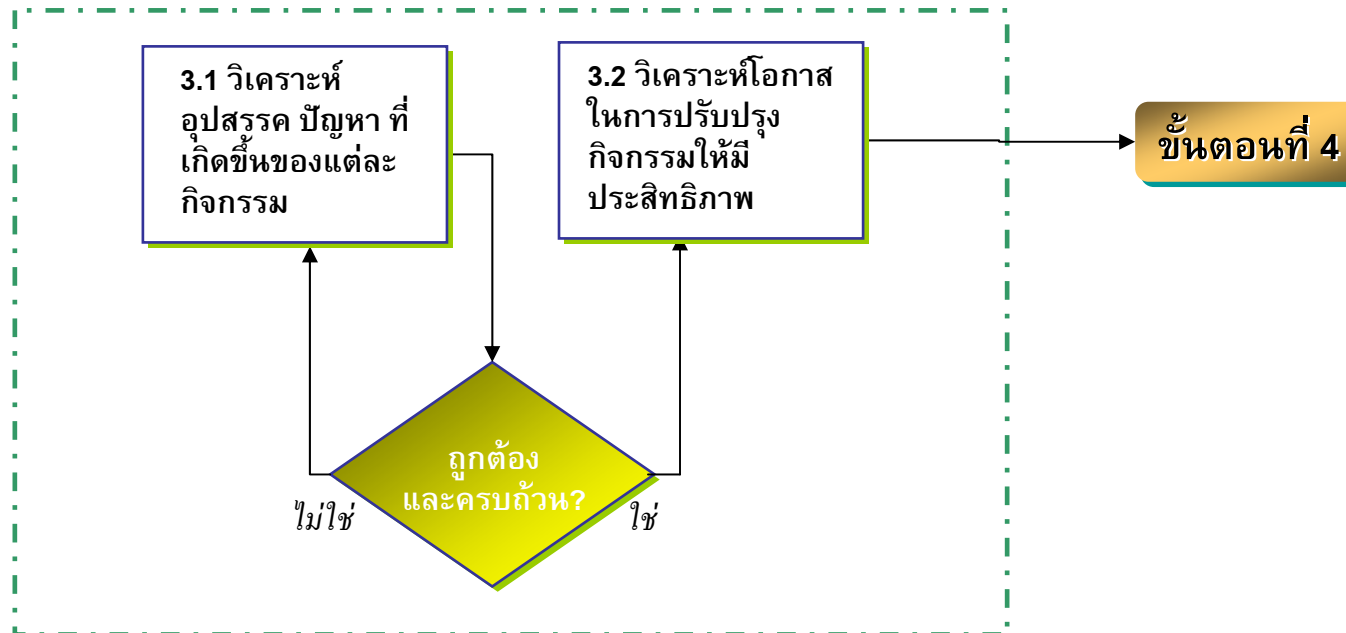 3.1 วิเคราะห์
อุปสรรค ปัญหา ที่
เกิดขึ้นของแต่ละ
กิจกรรม
3.2 วิเคราะห์โอกาส
ในการปรับปรุง
กิจกรรมให้มี
ประสิทธิภาพ
ขั้นตอนที่ 4
ถูกต้อง
และครบถ้วน?
ไม่ใช่
ใช่